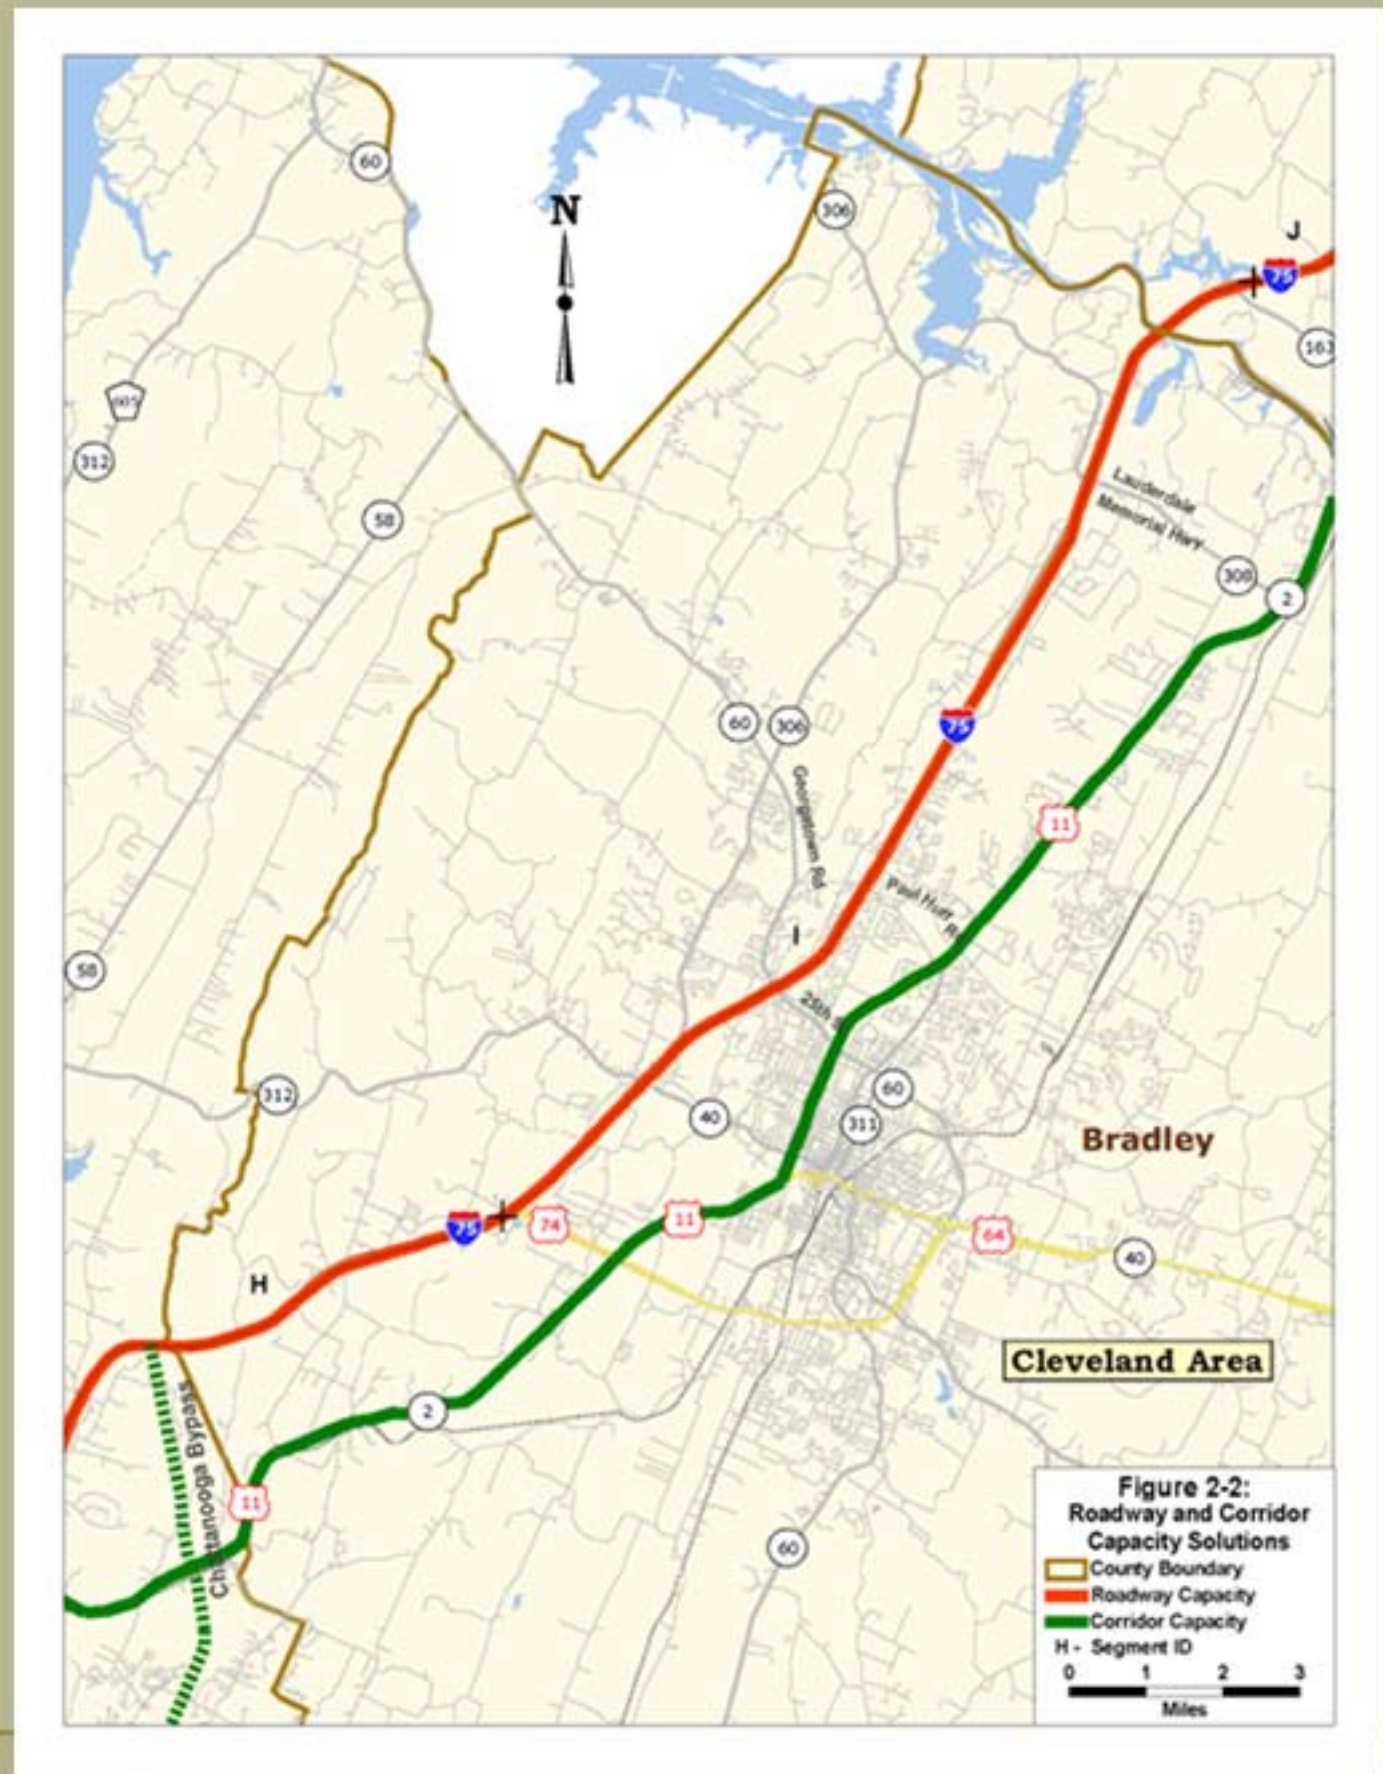 60
306
N
J
75
163
605
312
58
Lauderdale
Memorial Hwy
308
2
60
306
75
Georgetown Rd
11
Paul Huff R
I
58
25th
312
60
40
311
Bradley
75
74
11
64
40
H
Cleveland Area
2
Chattanooga Bypass
11
60
Figure 2-2:
Roadway and Corridor
Capacity Solutions
County Boundary
Roadway Capacity
Corridor Capacity
H - Segment ID
0 1 2 3
Miles